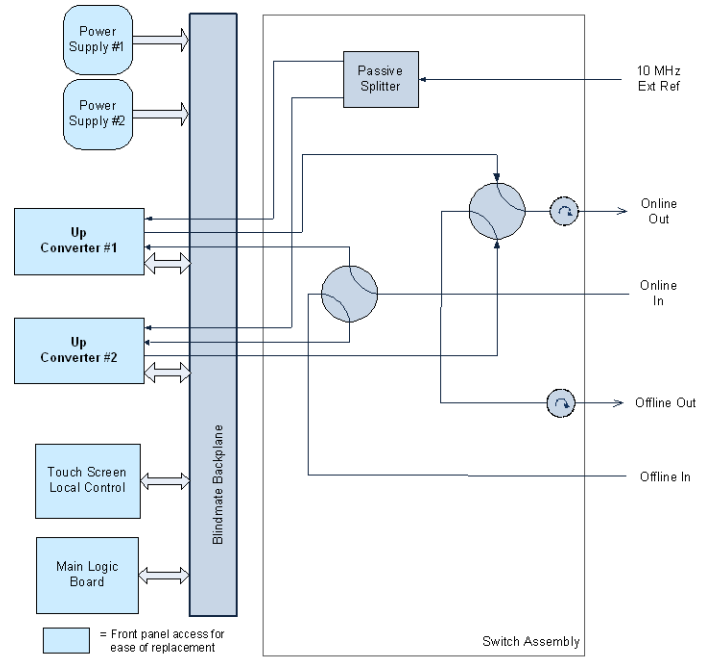 Power
Supply #1
Power
Supply #2
Up
Converter #1
Up
Converter #2
Touch Screen
Local Control
Main Logic
Board
= Front panel access for
ease of replacement
Blindmate Backplane
Passive
Splitter
10 MHz
Ext Ref
Online
Out
Online
In
Offline Out
Offline In
Switch Assembly